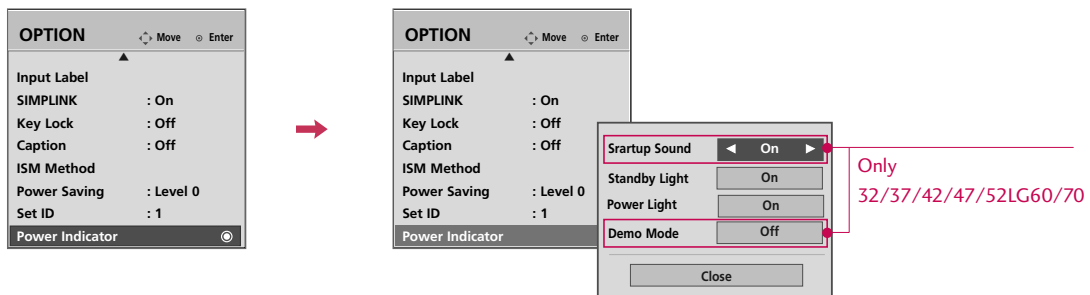 OPTION Move Enter
Input Label
SIMPLINK : On
Key Lock : Off
Caption : Off
ISM Method
Power Saving : Level 0
Set ID : 1
Power Indicator
OPTION Move Enter
Input Label
SIMPLINK : On
Key Lock : Off
Caption : Off
ISM Method
Power Saving : Level 0
Set ID : 1
Power Indicator
Srartup Sound On
Standby Light On
Power Light On
Demo Mode Off
Close
Only
32/37/42/47/52LG60/70